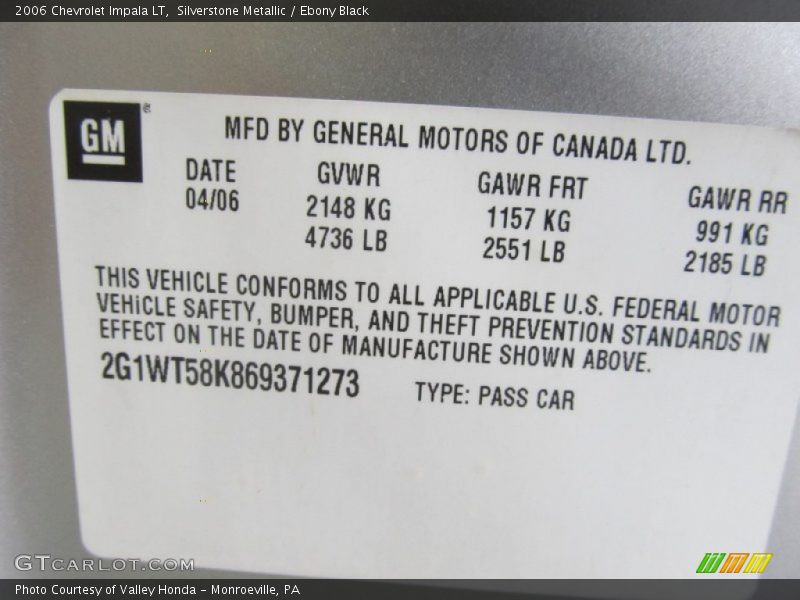 2006 Chevrolet Impala LT,  Silverstone Metallic / Ebony Black
GM ®
MFD BY GENERAL MOTORS OF CANADA LTD.
DATE GVWR GAWR FRT GAWR RR
04/06 2148 KG 1157 KG 991 KG
4736 LB 2551 LB 2185 LB
THIS VEHICLE CONFORMS TO ALL APPLICABLE U.S. FEDERAL MOTOR
VEHICLE SAFETY, BUMPER, AND THEFT PREVENTION STANDARDS IN
EFFECT ON THE DATE OF MANUFACTURE SHOWN ABOVE.
2G1WT58K869371273 TYPE: PASS CAR
GTCARLOT.COM
Photo Courtesy of Valley Honda - Monroeville, PA